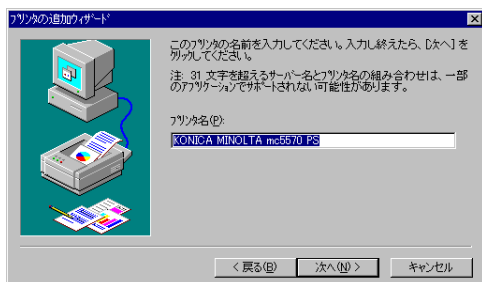 プリンタの追加ウィザード
このプリンタの名前を入力してください。入力し終えたら、[次へ] を
クリックしてください。
注: 31 文字を超えるサーバー名とプリンタ名の組み合わせは、一部
のアプリケーションでサポートされない可能性があります。
プリンタ名(P):
KONICA MINOLTA mc5570 PS
< 戻る(B)
次へ(N) >
キャンセル